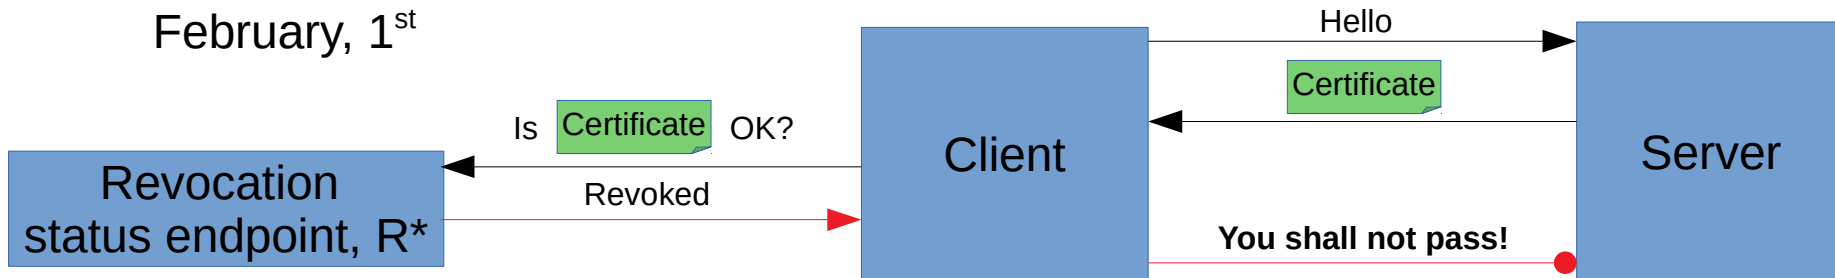 February, 1st
Hello
Certificate
Is Certificate OK?
Client
Server
Revocation
status endpoint, R*
Revoked
You shall not pass!